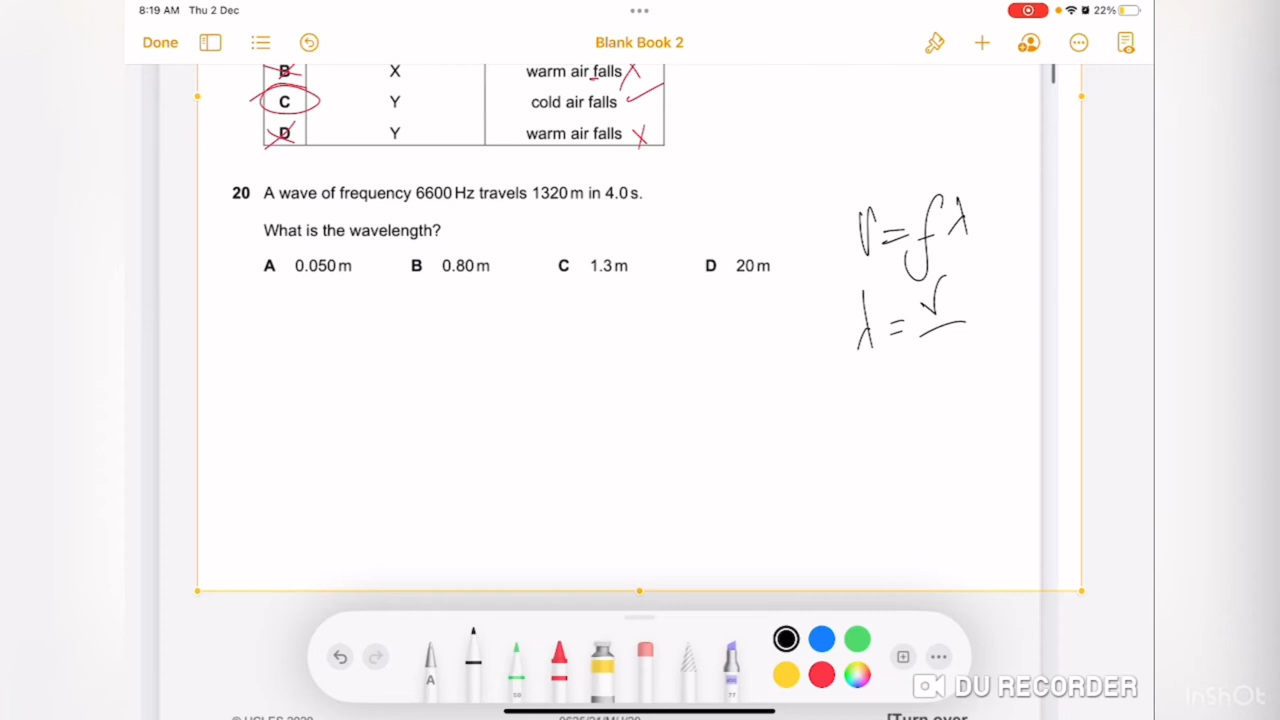 8:19 AM Thu 2 Dec
22%
Done
Blank Book 2
B X warm air falls
C Y cold air falls
D Y warm air falls
20 A wave of frequency 6600 Hz travels 1320 m in 4.0 s.
What is the wavelength?
A 0.050 m B 0.80 m C 1.3 m D 20 m
v = fλ
λ = v
A
50
77
DU RECORDER
InShOt